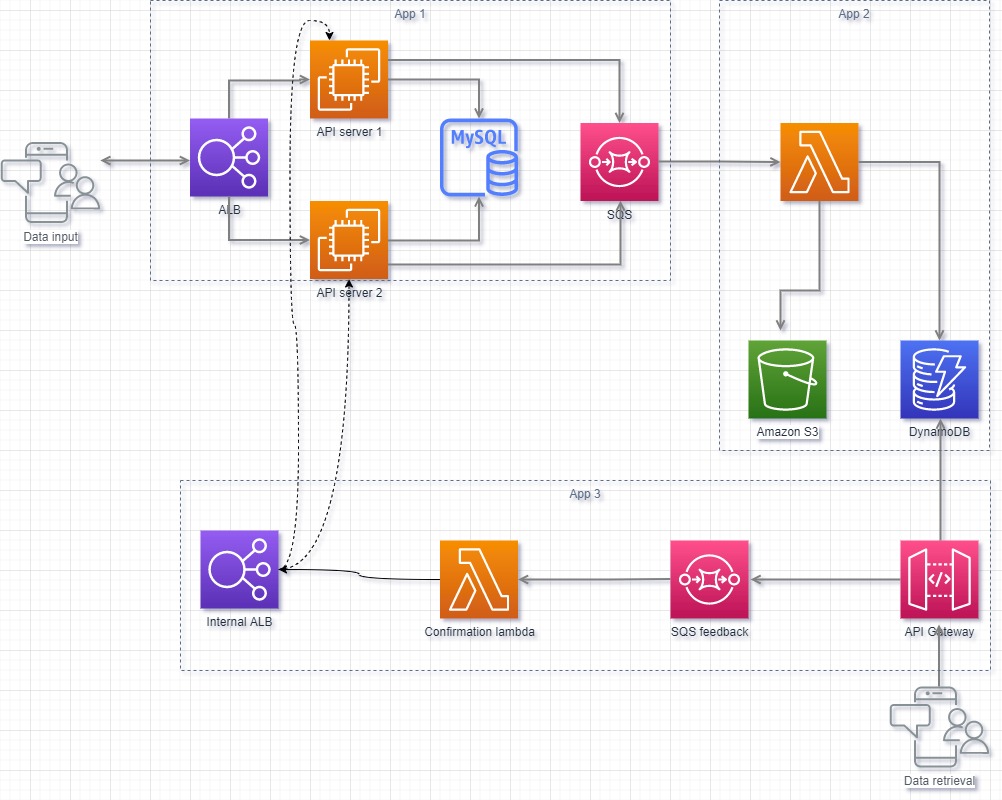 App 1
App 2
API server 1
MySQL
ALB
SQS
Data input
API server 2
Amazon S3
DynamoDB
App 3
</>
Internal ALB
Confirmation lambda
SQS feedback
API Gateway
Data retrieval